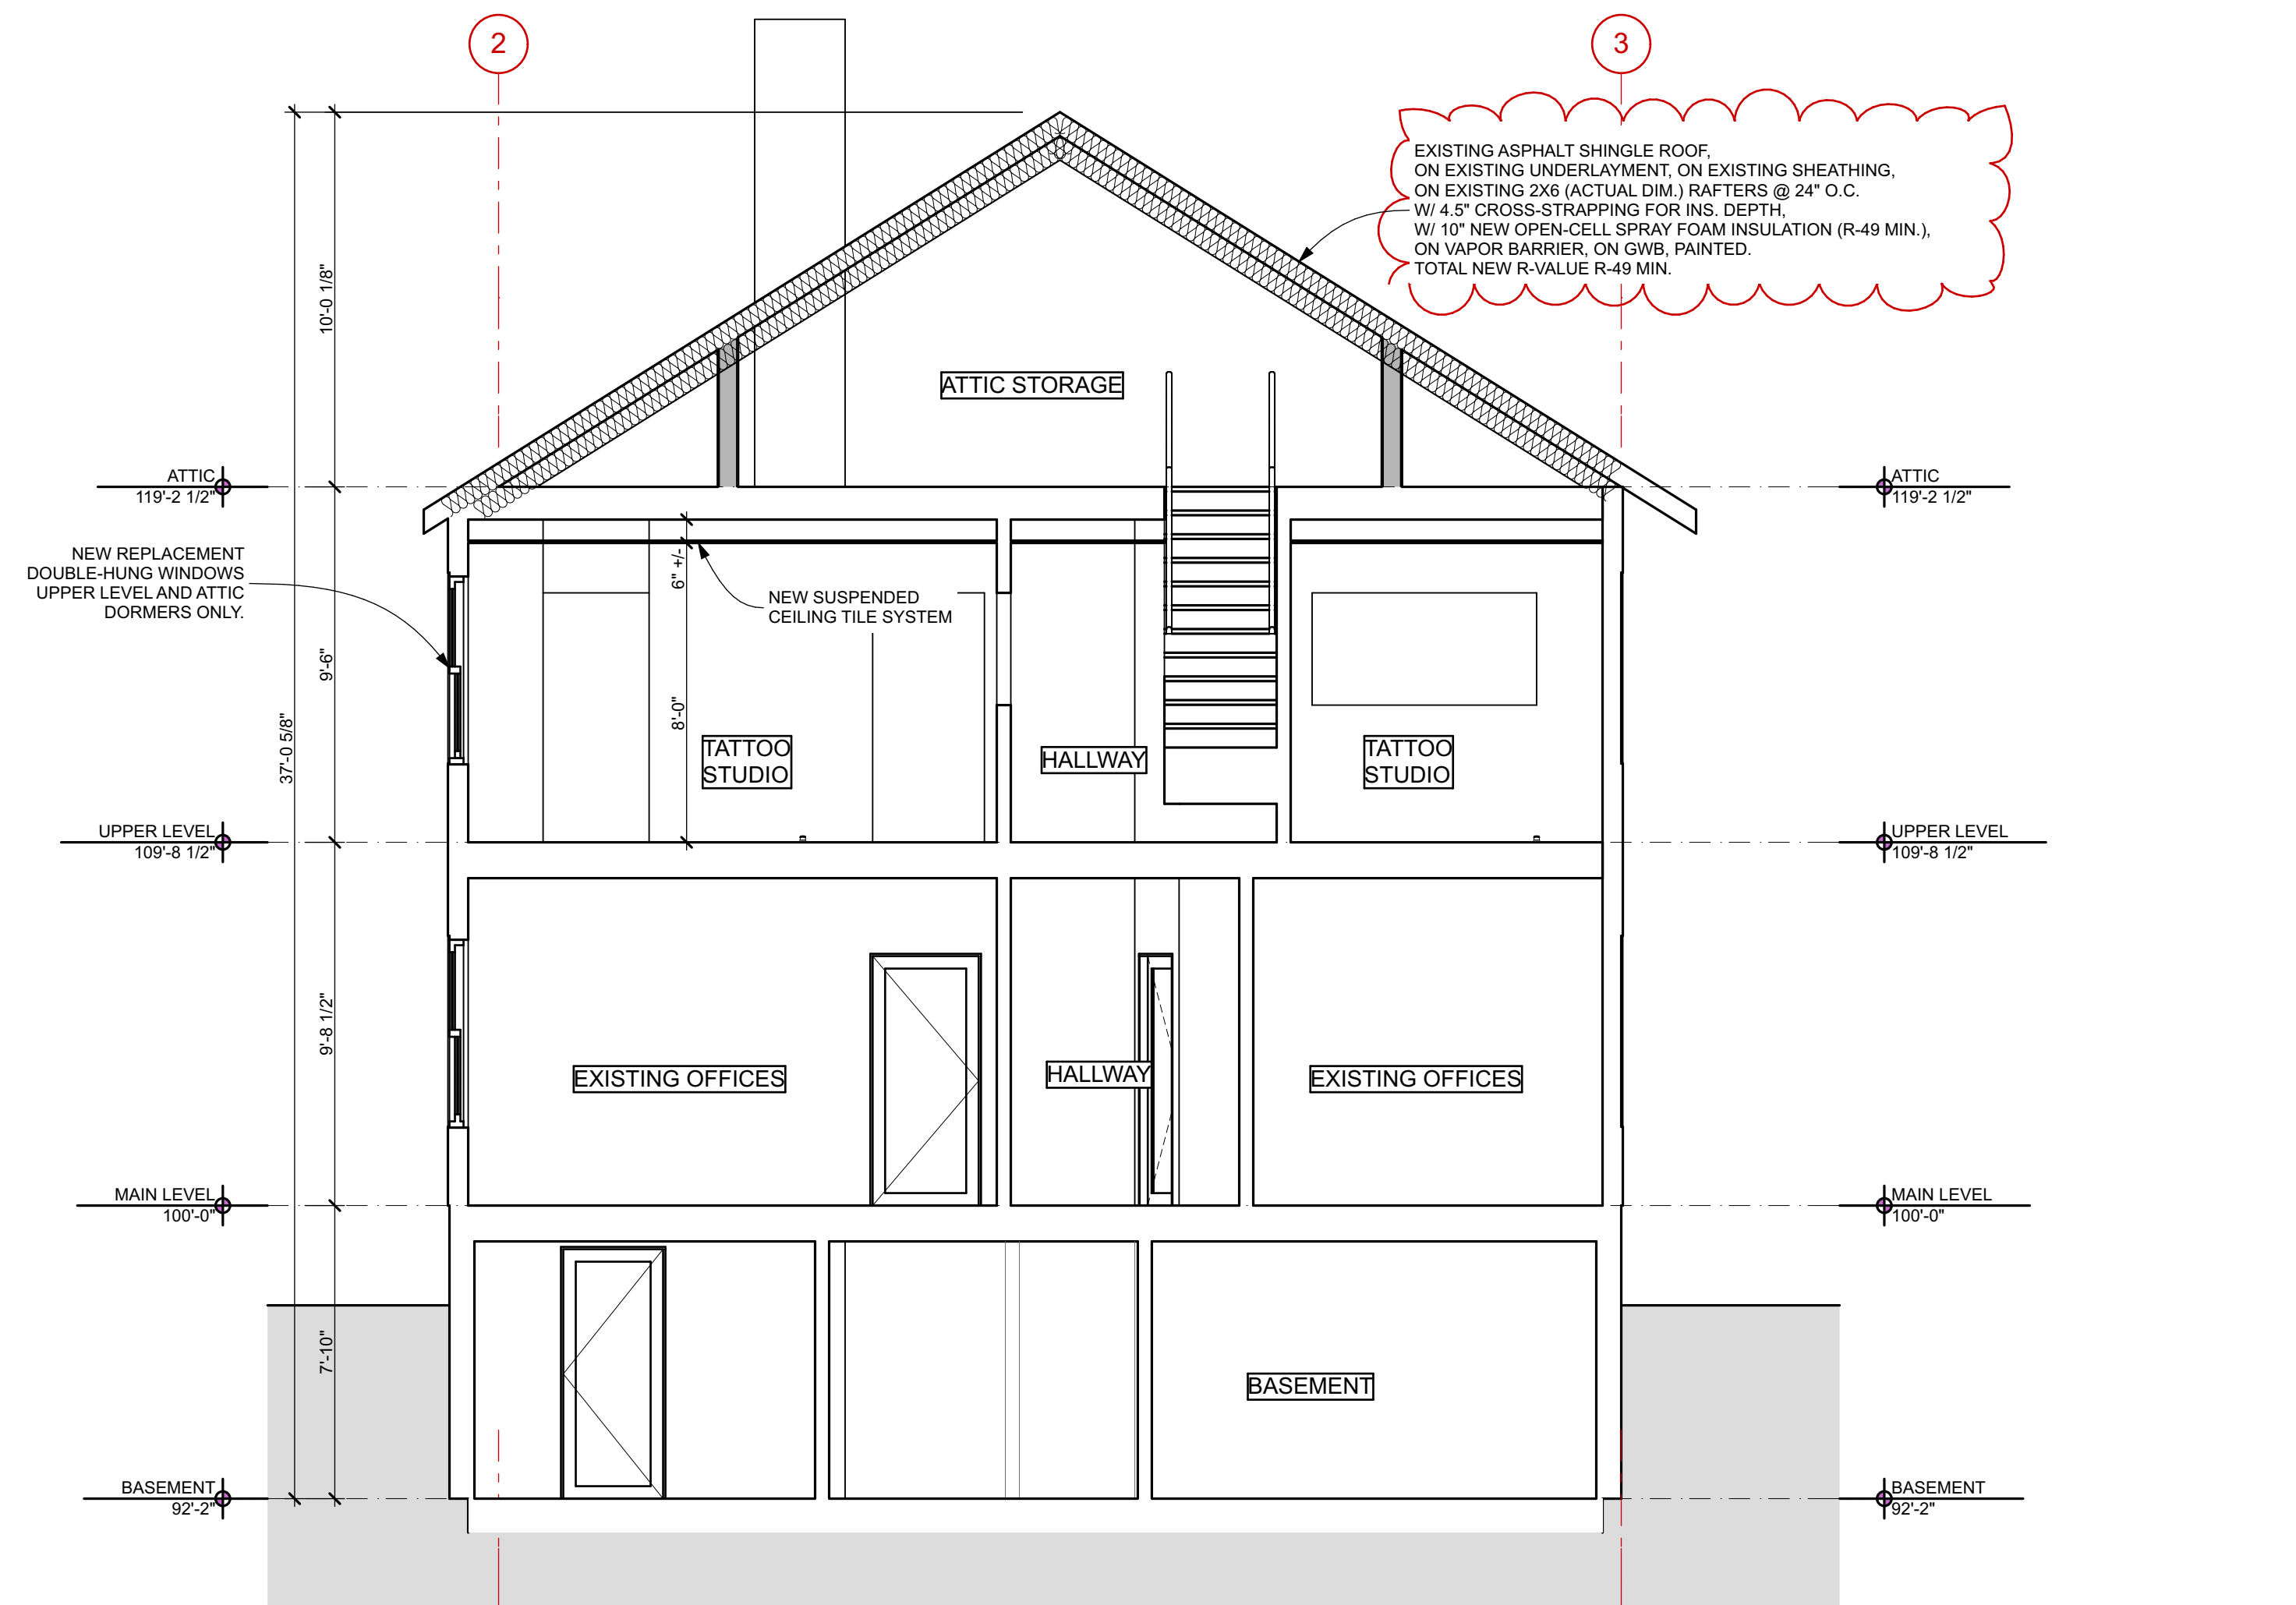 2
3
EXISTING ASPHALT SHINGLE ROOF,
ON EXISTING UNDERLAYMENT, ON EXISTING SHEATHING,
ON EXISTING 2X6 (ACTUAL DIM.) RAFTERS @ 24" O.C.
W/ 4.5" CROSS-STRAPPING FOR INS. DEPTH,
W/ 10" NEW OPEN-CELL SPRAY FOAM INSULATION (R-49 MIN.),
ON VAPOR BARRIER, ON GWB, PAINTED.
TOTAL NEW R-VALUE R-49 MIN.
10'-0 1/8"
ATTIC STORAGE
ATTIC
119'-2 1/2"
ATTIC
119'-2 1/2"
NEW REPLACEMENT
DOUBLE-HUNG WINDOWS
UPPER LEVEL AND ATTIC
DORMERS ONLY.
6" +/-
NEW SUSPENDED
CEILING TILE SYSTEM
9'-6"
8'-0"
37'-0 5/8"
TATTOO
STUDIO
HALLWAY
TATTOO
STUDIO
UPPER LEVEL
109'-8 1/2"
UPPER LEVEL
109'-8 1/2"
9'-8 1/2"
EXISTING OFFICES
HALLWAY
EXISTING OFFICES
MAIN LEVEL
100'-0"
MAIN LEVEL
100'-0"
7'-10"
BASEMENT
BASEMENT
92'-2"
BASEMENT
92'-2"